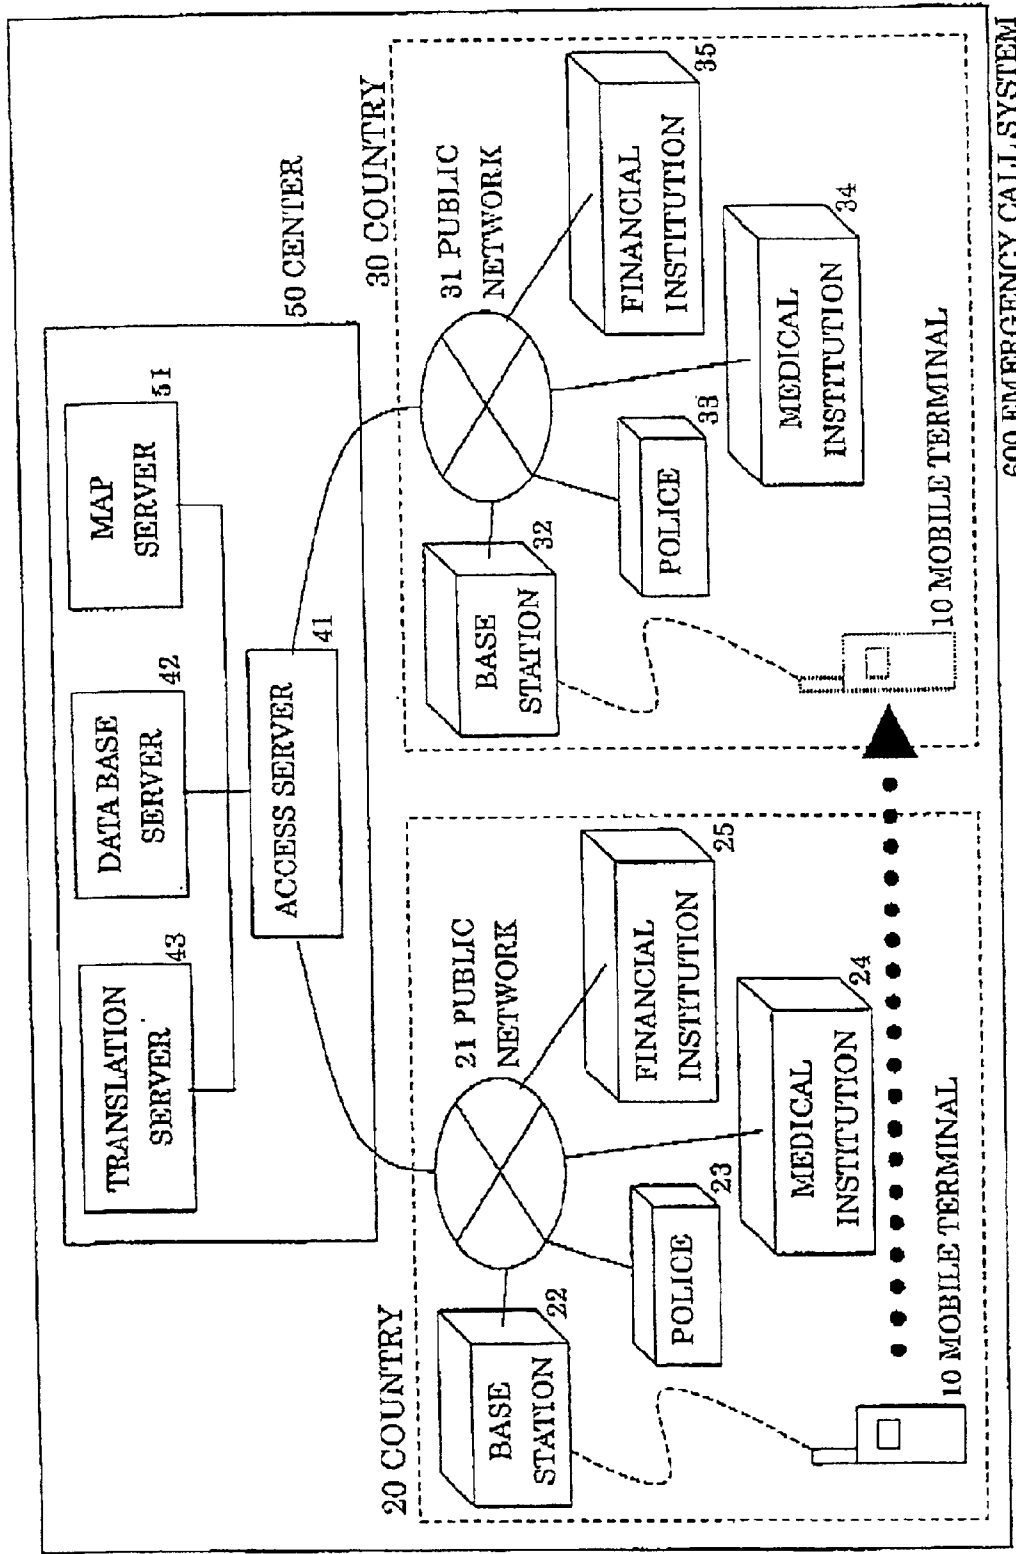 TRANSLATION
SERVER
43
DATA BASE
SERVER
42
MAP
SERVER
51
ACCESS SERVER
41
50 CENTER
20 COUNTRY
21 PUBLIC
NETWORK
BASE
STATION
22
POLICE
23
MEDICAL
INSTITUTION
24
FINANCIAL
INSTITUTION
25
10 MOBILE TERMINAL
30 COUNTRY
31 PUBLIC
NETWORK
BASE
STATION
32
POLICE
33
MEDICAL
INSTITUTION
34
FINANCIAL
INSTITUTION
35
10 MOBILE TERMINAL
600 EMERGENCY CALL SYSTEM